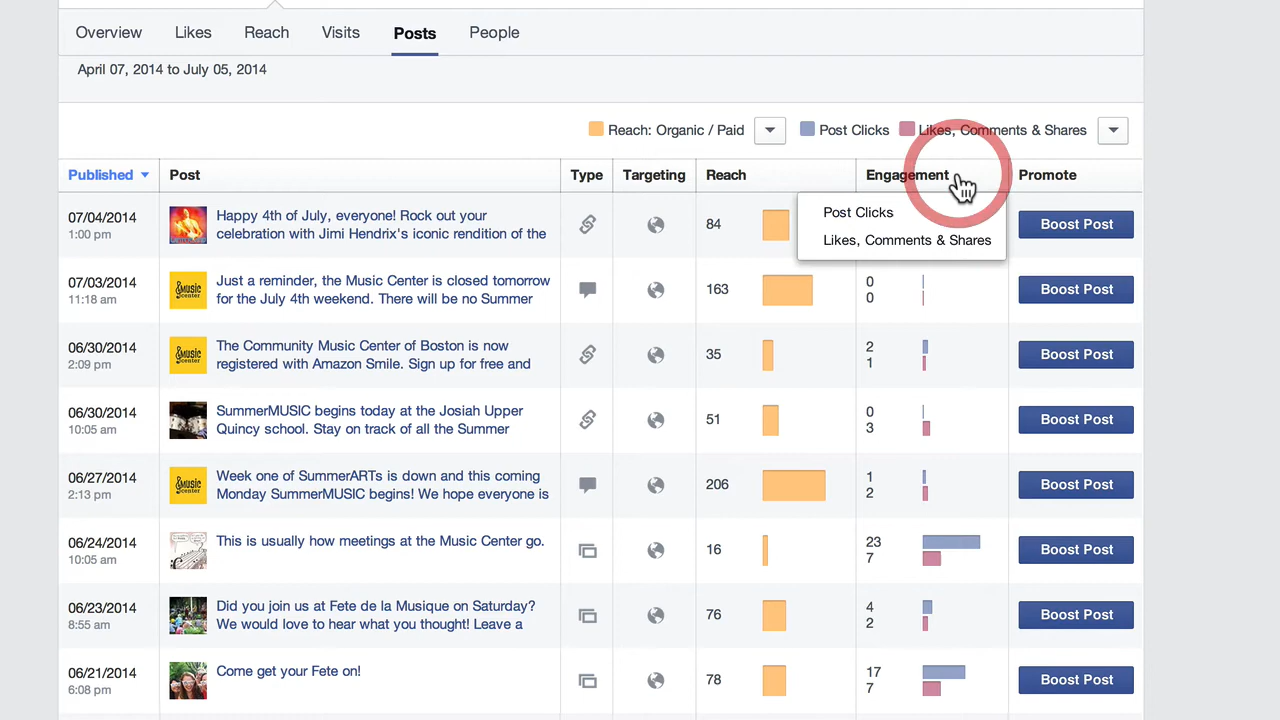 Overview Likes Reach Visits Posts People
April 07, 2014 to July 05, 2014
Reach: Organic / Paid Post Clicks Likes, Comments & Shares
Published Post Type Targeting Reach Engagement Promote
Post Clicks
Likes, Comments & Shares
07/04/2014
1:00 pm
Happy 4th of July, everyone! Rock out your
celebration with Jimi Hendrix's iconic rendition of the
84
Boost Post
07/03/2014
11:18 am
Music
center
Just a reminder, the Music Center is closed tomorrow
for the July 4th weekend. There will be no Summer
163
0
0
Boost Post
06/30/2014
2:09 pm
Music
center
The Community Music Center of Boston is now
registered with Amazon Smile. Sign up for free and
35
2
1
Boost Post
06/30/2014
10:05 am
SummerMUSIC begins today at the Josiah Upper
Quincy school. Stay on track of all the Summer
51
0
3
Boost Post
06/27/2014
2:13 pm
Music
center
Week one of SummerARTs is down and this coming
Monday SummerMUSIC begins! We hope everyone is
206
1
2
Boost Post
06/24/2014
10:05 am
This is usually how meetings at the Music Center go.
16
23
7
Boost Post
06/23/2014
8:55 am
Did you join us at Fete de la Musique on Saturday?
We would love to hear what you thought! Leave a
76
4
2
Boost Post
06/21/2014
6:08 pm
Come get your Fete on!
78
17
7
Boost Post